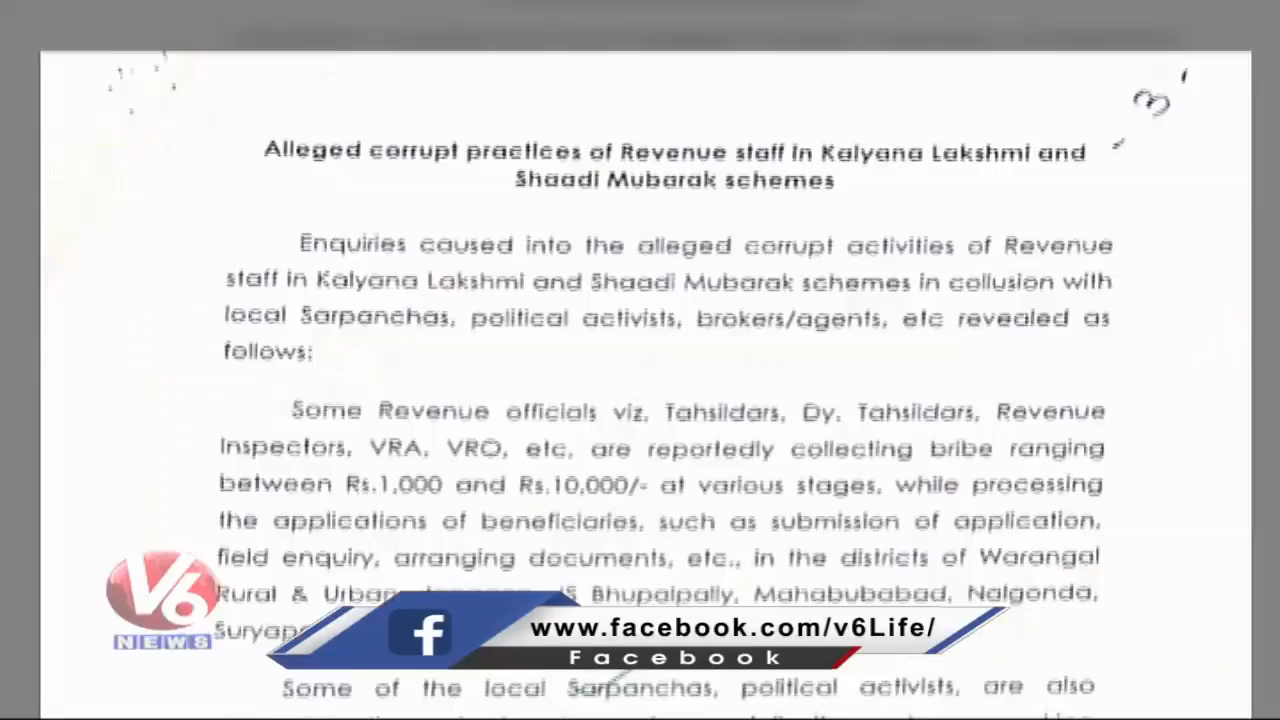 3
Alleged corrupt practices of Revenue staff in Kalyana Lakshmi and
Shaadi Mubarak schemes
Enquiries caused into the alleged corrupt activities of Revenue
staff in Kalyana Lakshmi and Shaadi Mubarak schemes in collusion with
local Sarpanchas, political activists, brokers/agents, etc revealed as
follows:
Some Revenue officials viz. Tahsildars, Dy. Tahsildars, Revenue
Inspectors, VRA, VRO, etc, are reportedly collecting bribe ranging
between Rs.1,000 and Rs.10,000/- at various stages, while processing
the applications of beneficiaries, such as submission of application,
field enquiry, arranging documents, etc., in the districts of Warangal
Rural & Urban, Bhupalpally, Mahabubabad, Nalgonda,
V6
NEWS
www.facebook.com/v6Life/
Facebook
Some of the local Sarpanchas, political activists, are also